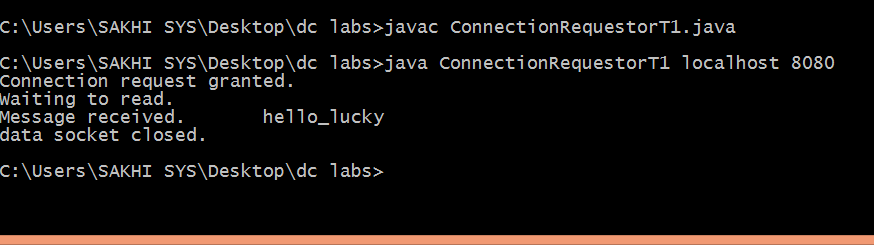 C:\Users\SAKHI SYS\Desktop\dc labs>javac ConnectionRequestorT1.java
C:\Users\SAKHI SYS\Desktop\dc labs>java ConnectionRequestorT1 localhost 8080
Connection request granted.
Waiting to read.
Message received.       hello_lucky
data socket closed.
C:\Users\SAKHI SYS\Desktop\dc labs>